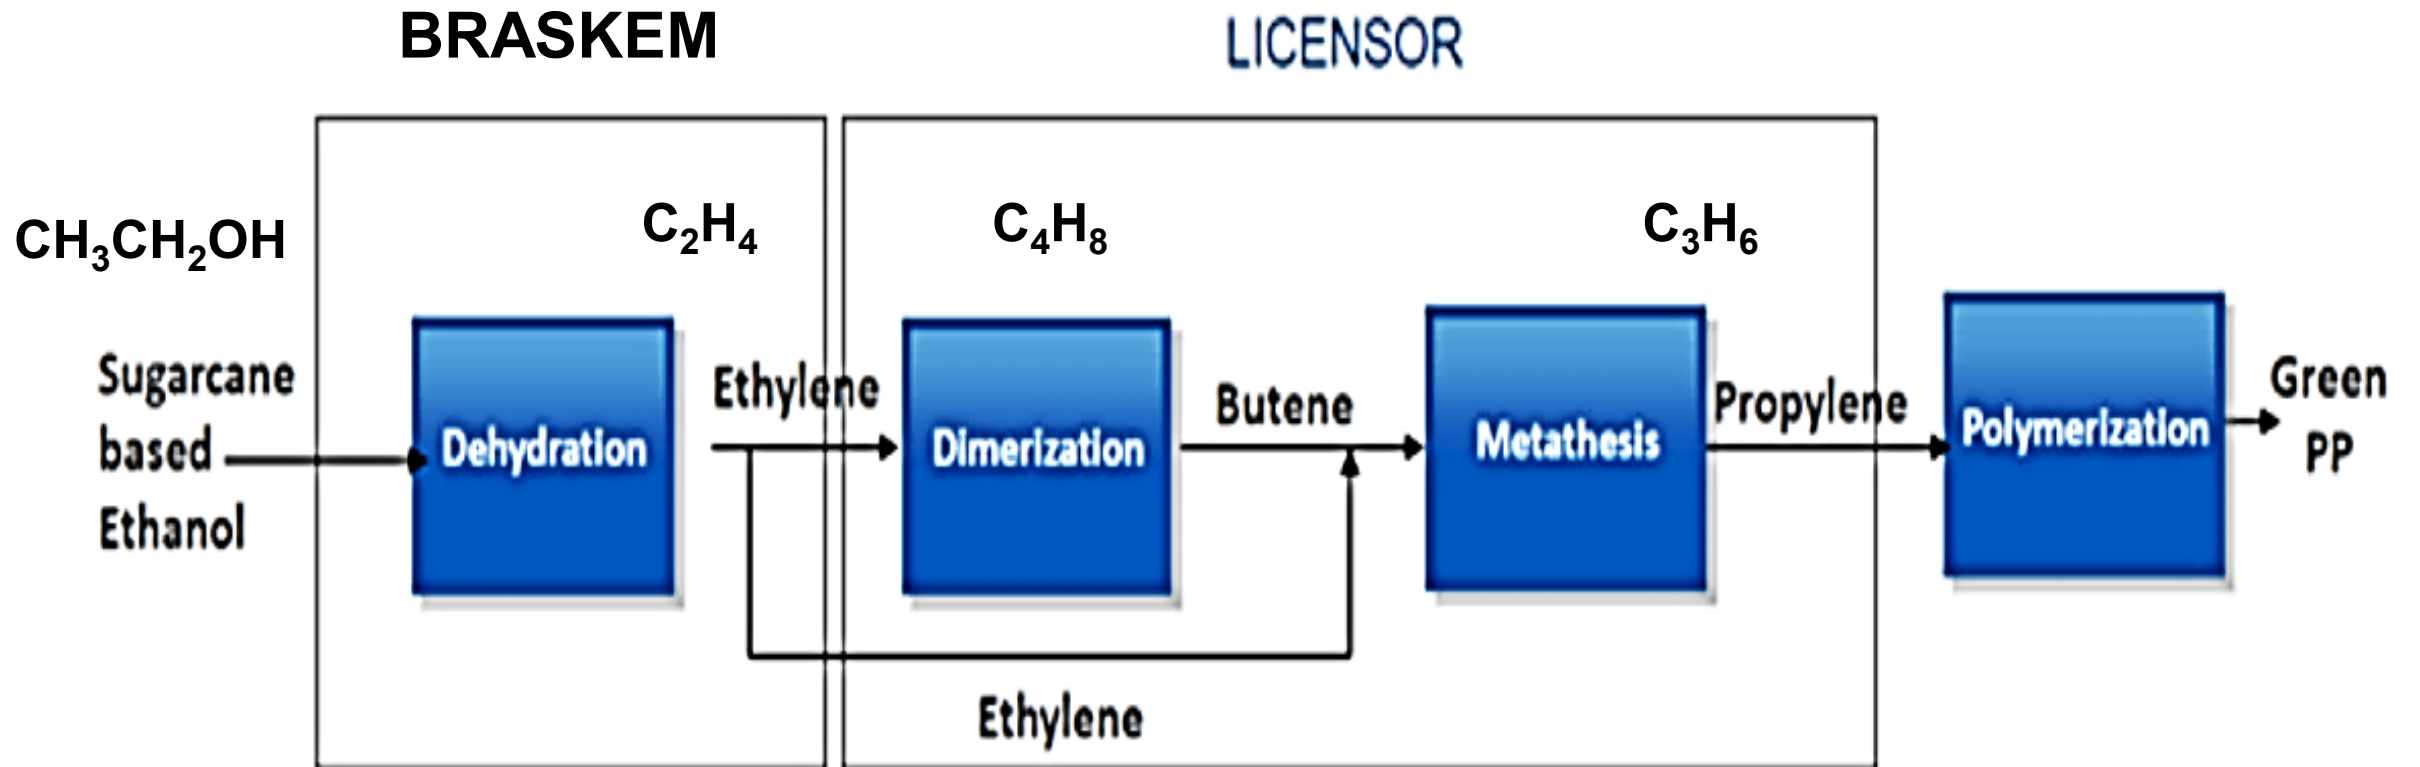 BRASKEM
LICENSOR
CH₃CH₂OH
C₂H₄
C₄H₈
C₃H₆
Sugarcane
based
Ethanol
Dehydration
Ethylene
Dimerization
Butene
Metathesis
Propylene
Polymerization
Green
PP
Ethylene